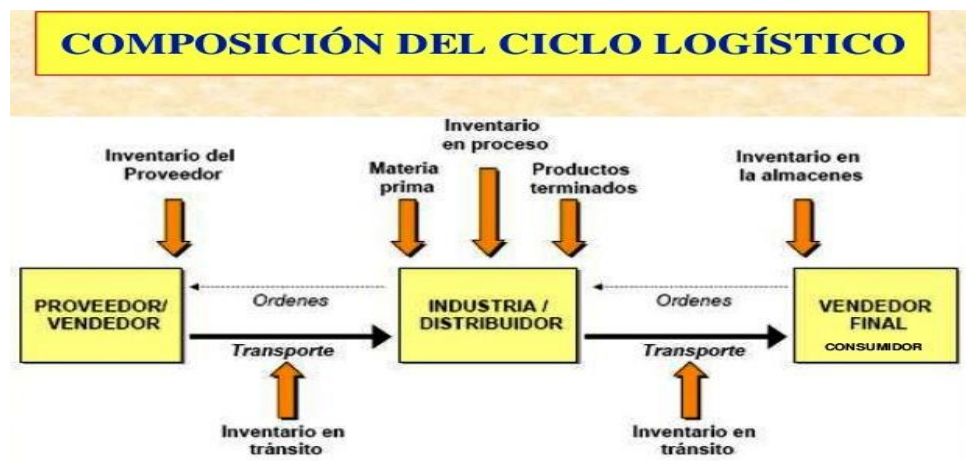 COMPOSICIÓN DEL CICLO LOGÍSTICO
Inventario
en proceso
Inventario del
Proveedor
Materia
prima
Productos
terminados
Inventario en
la almacenes
PROVEEDOR/
VENDEDOR
Ordenes
Transporte
INDUSTRIA /
DISTRIBUIDOR
Ordenes
Transporte
VENDEDOR
FINAL
CONSUMIDOR
Inventario en
tránsito
Inventario en
tránsito